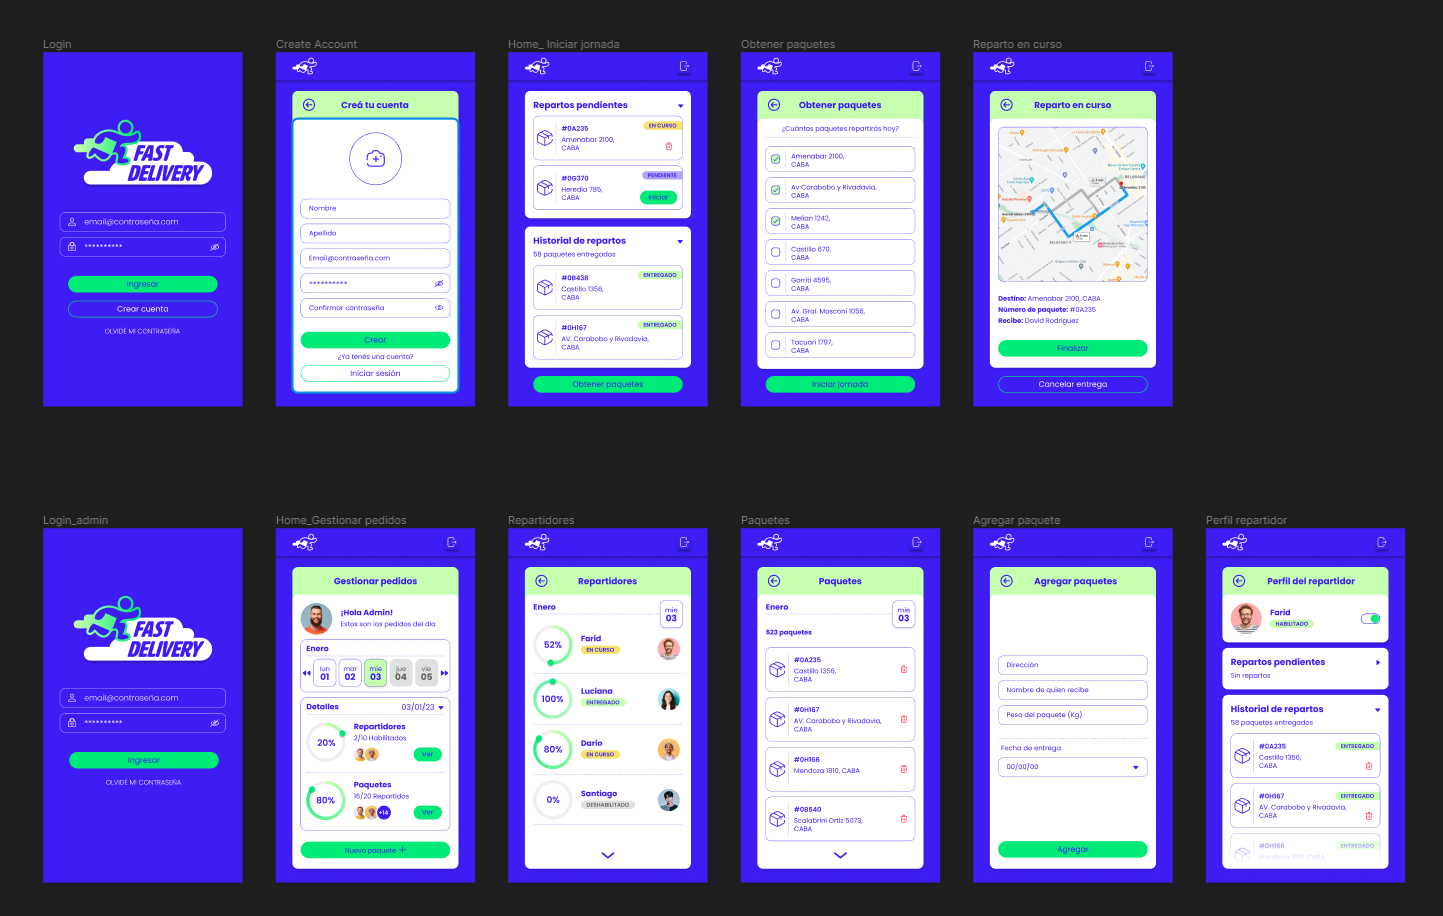 Login
FAST
DELIVERY
email@contraseña.com
**********
Ingresar
Crear cuenta
OLVIDÉ MI CONTRASEÑA
Create Account
Creá tu cuenta
Nombre
Apellido
Email@contraseña.com
**********
Confirmar contraseña
Crear
¿Ya tenés una cuenta?
Iniciar sesión
Home_ Iniciar jornada
Repartos pendientes
#0A235
EN CURSO
Amenabar 2100,
CABA
#0G370
PENDIENTE
Heredia 785,
CABA
Iniciar
Historial de repartos
58 paquetes entregados
#0B438
ENTREGADO
Castillo 1356,
CABA
#0H167
ENTREGADO
AV. Carabobo y Rivadavia,
CABA
Obtener paquetes
Obtener paquetes
Obtener paquetes
¿Cuántos paquetes repartirás hoy?
Amenabar 2100,
CABA
Av Carabobo y Rivadavia,
CABA
Melian 1242,
CABA
Castillo 670,
CABA
Gorriti 4595,
CABA
Av. Gral. Mosconi 1056,
CABA
Tacuarí 1797,
CABA
Iniciar jornada
Reparto en curso
Reparto en curso
BELGRANO
Destino: Amenabar 2100, CABA
Número de paquete: #0A235
Recibe: David Rodriguez
Finalizar
Cancelar entrega
Login_admin
FAST
DELIVERY
email@contraseña.com
**********
Ingresar
OLVIDÉ MI CONTRASEÑA
Home_Gestionar pedidos
Gestionar pedidos
¡Hola Admin!
Estos son los pedidos del día
Enero
lun
01
mar
02
mie
03
jue
04
vie
05
Detalles
03/01/23
20%
Repartidores
2/10 Habilitados
Ver
80%
Paquetes
16/20 Repartidos
+14
Ver
Nuevo paquete +
Repartidores
Repartidores
Enero
mie
03
52%
Farid
EN CURSO
100%
Luciana
ENTREGADO
80%
Dario
EN CURSO
0%
Santiago
DESHABILITADO
Paquetes
Paquetes
Enero
mie
03
523 paquetes
#0A235
Castillo 1356,
CABA
#0H167
AV. Carabobo y Rivadavia,
CABA
#0H166
Mendoza 1810, CABA
#0B540
Scalabrini Ortiz 5073,
CABA
Agregar paquete
Agregar paquetes
Dirección
Nombre de quien recibe
Peso del paquete (Kg)
Fecha de entrega
00/00/00
Agregar
Perfil repartidor
Perfil del repartidor
Farid
HABILITADO
Repartos pendientes
Sin repartos
Historial de repartos
58 paquetes entregados
#0A235
ENTREGADO
Castillo 1356,
CABA
#0H167
ENTREGADO
AV. Carabobo y Rivadavia,
CABA
#0H166
ENTREGADO